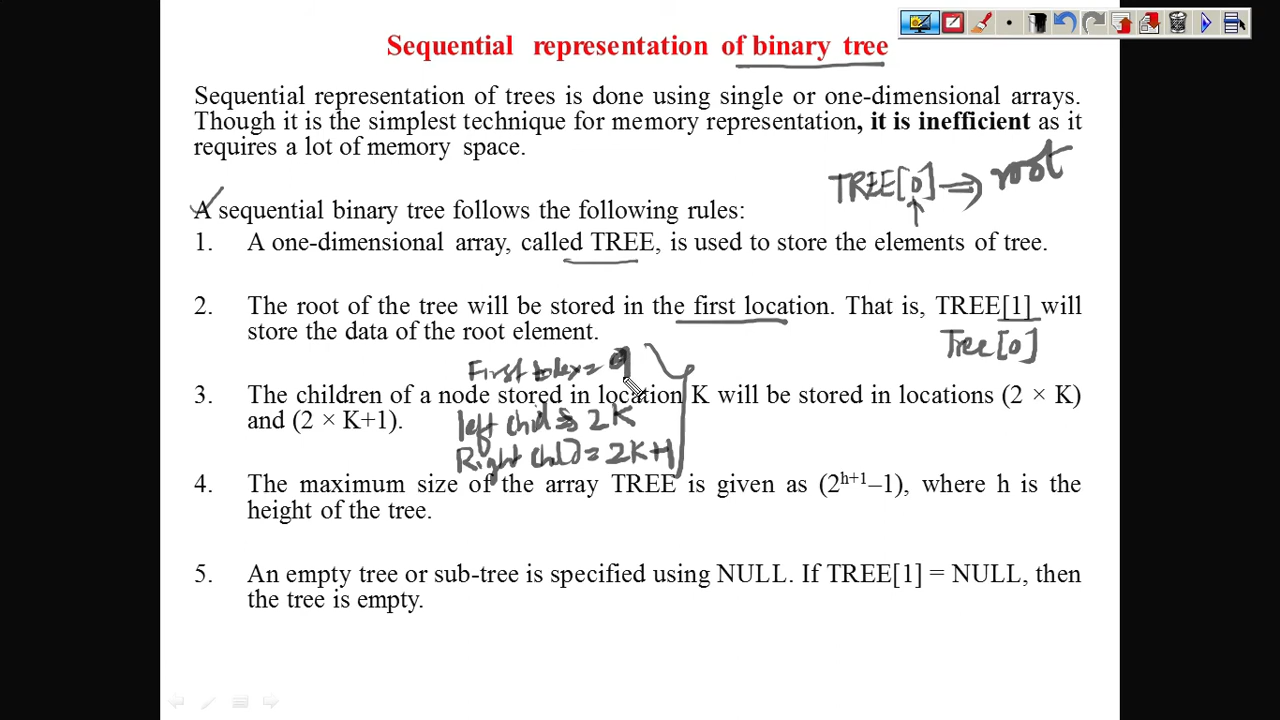 Sequential representation of binary tree
Sequential representation of trees is done using single or one-dimensional arrays.
Though it is the simplest technique for memory representation, it is inefficient as it
requires a lot of memory space.
TREE[0] ⇒ root
A sequential binary tree follows the following rules:
1. A one-dimensional array, called TREE, is used to store the elements of tree.
2. The root of the tree will be stored in the first location. That is, TREE[1] will
store the data of the root element.
Tree[0]
First =
3. The children of a node stored in location K will be stored in locations (2 × K)
and (2 × K+1).
left child = 2K
Right child = 2K+1
4. The maximum size of the array TREE is given as (2ʰ⁺¹–1), where h is the
height of the tree.
5. An empty tree or sub-tree is specified using NULL. If TREE[1] = NULL, then
the tree is empty.